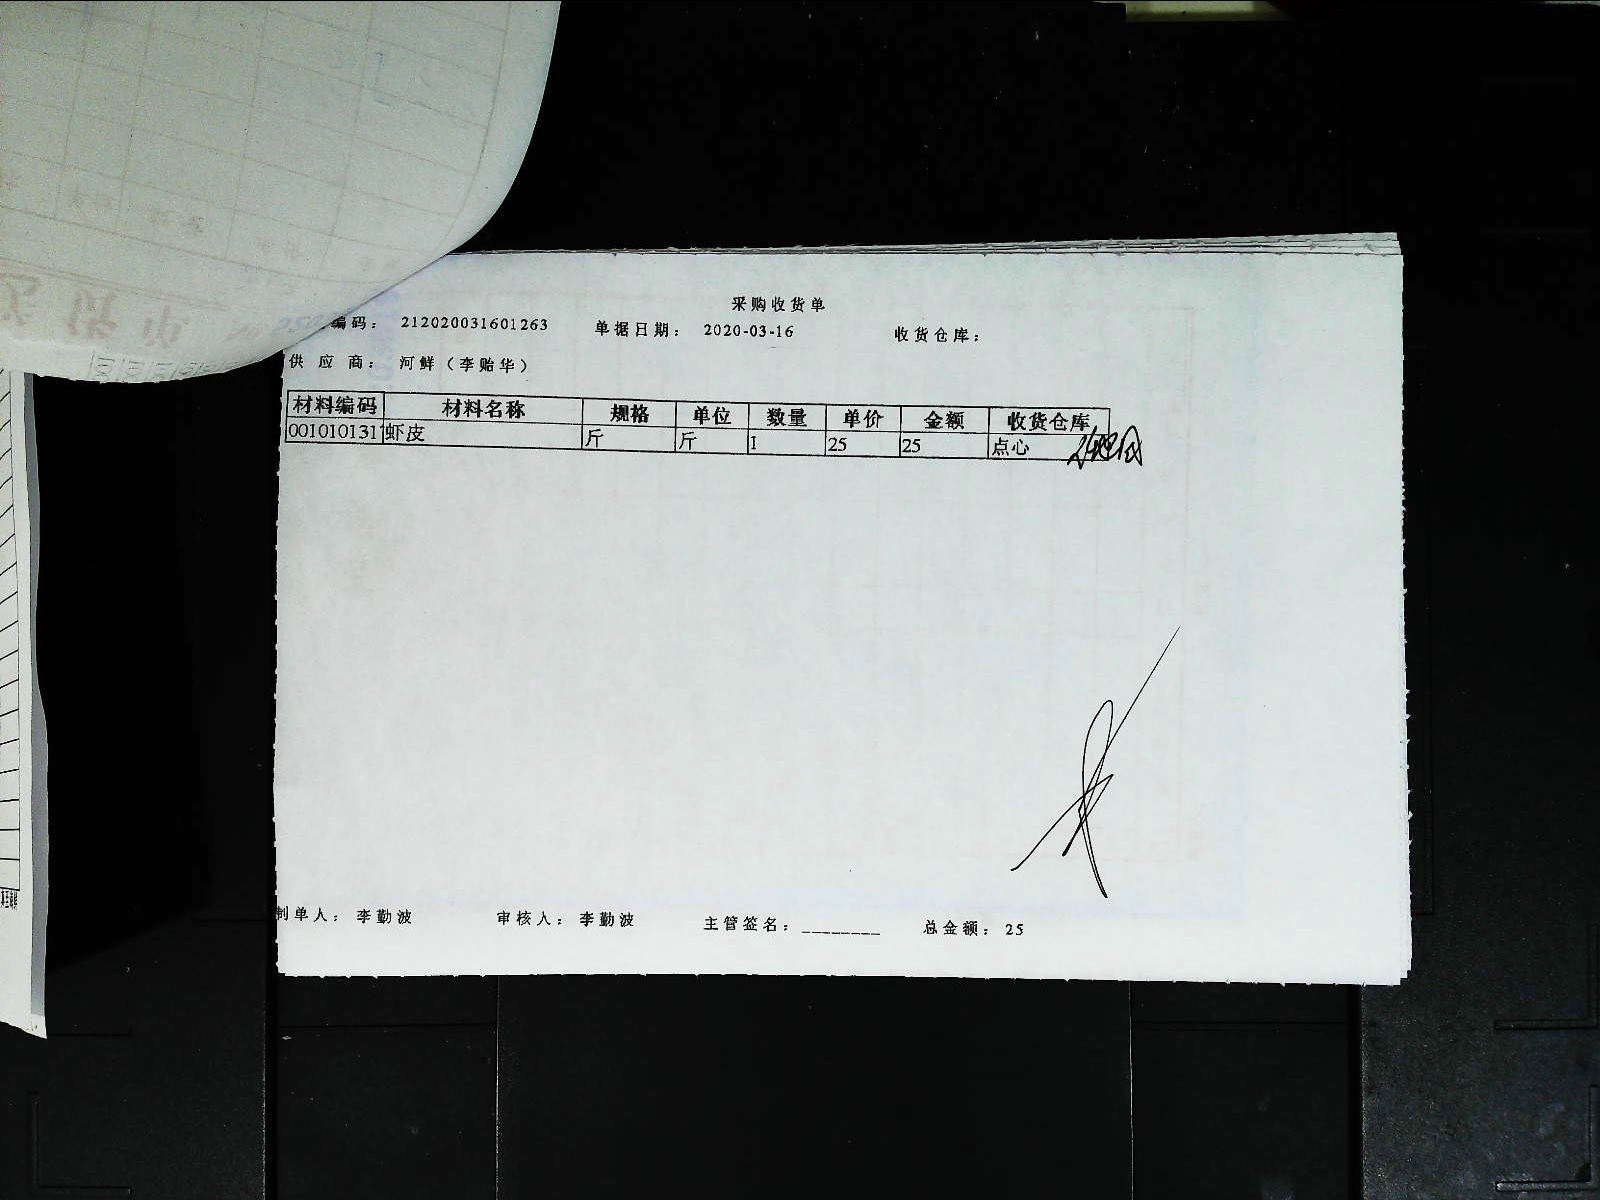 采购收货单
编码： 212020031601263 单据日期： 2020-03-16 收货仓库：
供 应 商： 河鲜（李贻华）
材料编码 材料名称 规格 单位 数量 单价 金额 收货仓库
001010131 虾皮 斤 斤 1 25 25 点心
制单人： 李勤波 审核人： 李勤波 主管签名：________ 总金额： 25